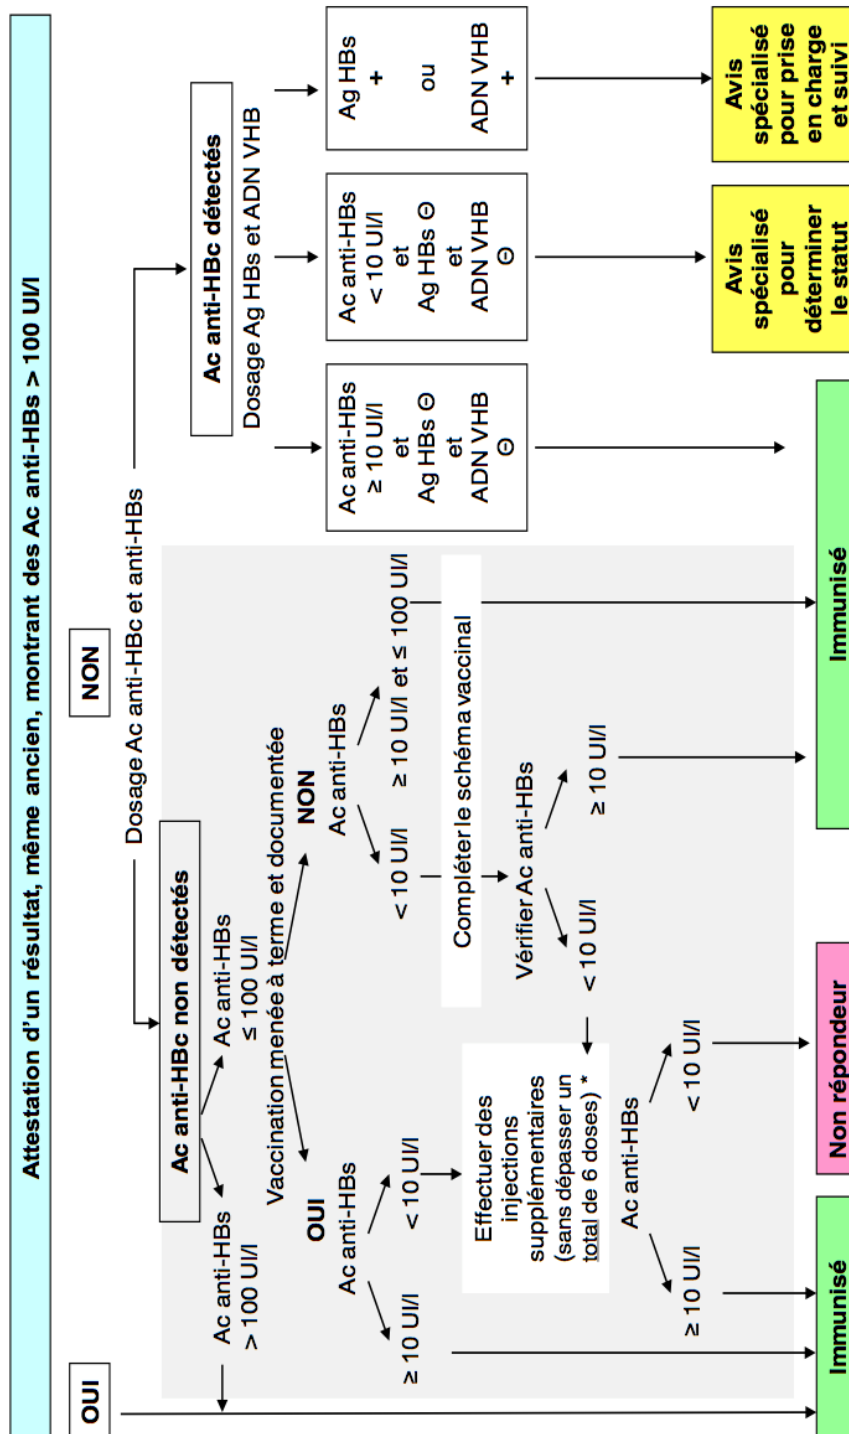 Attestation d'un résultat, même ancien, montrant des Ac anti-HBs > 100 UI/l
OUI
NON
Dosage Ac anti-HBc et anti-HBs
Ac anti-HBc non détectés
Ac anti-HBc détectés
Dosage Ag HBs et ADN VHB
Ac anti-HBs
> 100 UI/l
Ac anti-HBs
≤ 100 UI/l
Vaccination menée à terme et documentée
OUI
Ac anti-HBs
NON
Ac anti-HBs
≥ 10 UI/l
< 10 UI/l
< 10 UI/l
≥ 10 UI/l et ≤ 100 UI/l
Ac anti-HBs
≥ 10 UI/l
et
Ag HBs ⊖
et
ADN VHB
⊖
Ac anti-HBs
< 10 UI/l
et
Ag HBs ⊖
et
ADN VHB
⊖
Ag HBs
+
ou
ADN VHB
+
Compléter le schéma vaccinal
Vérifier Ac anti-HBs
< 10 UI/l
≥ 10 UI/l
Effectuer des
injections
supplémentaires
(sans dépasser un
total de 6 doses) *
Ac anti-HBs
≥ 10 UI/l
< 10 UI/l
Immunisé
Non répondeur
Immunisé
Avis
spécialisé
pour
déterminer
le statut
Avis
spécialisé
pour prise
en charge
et suivi